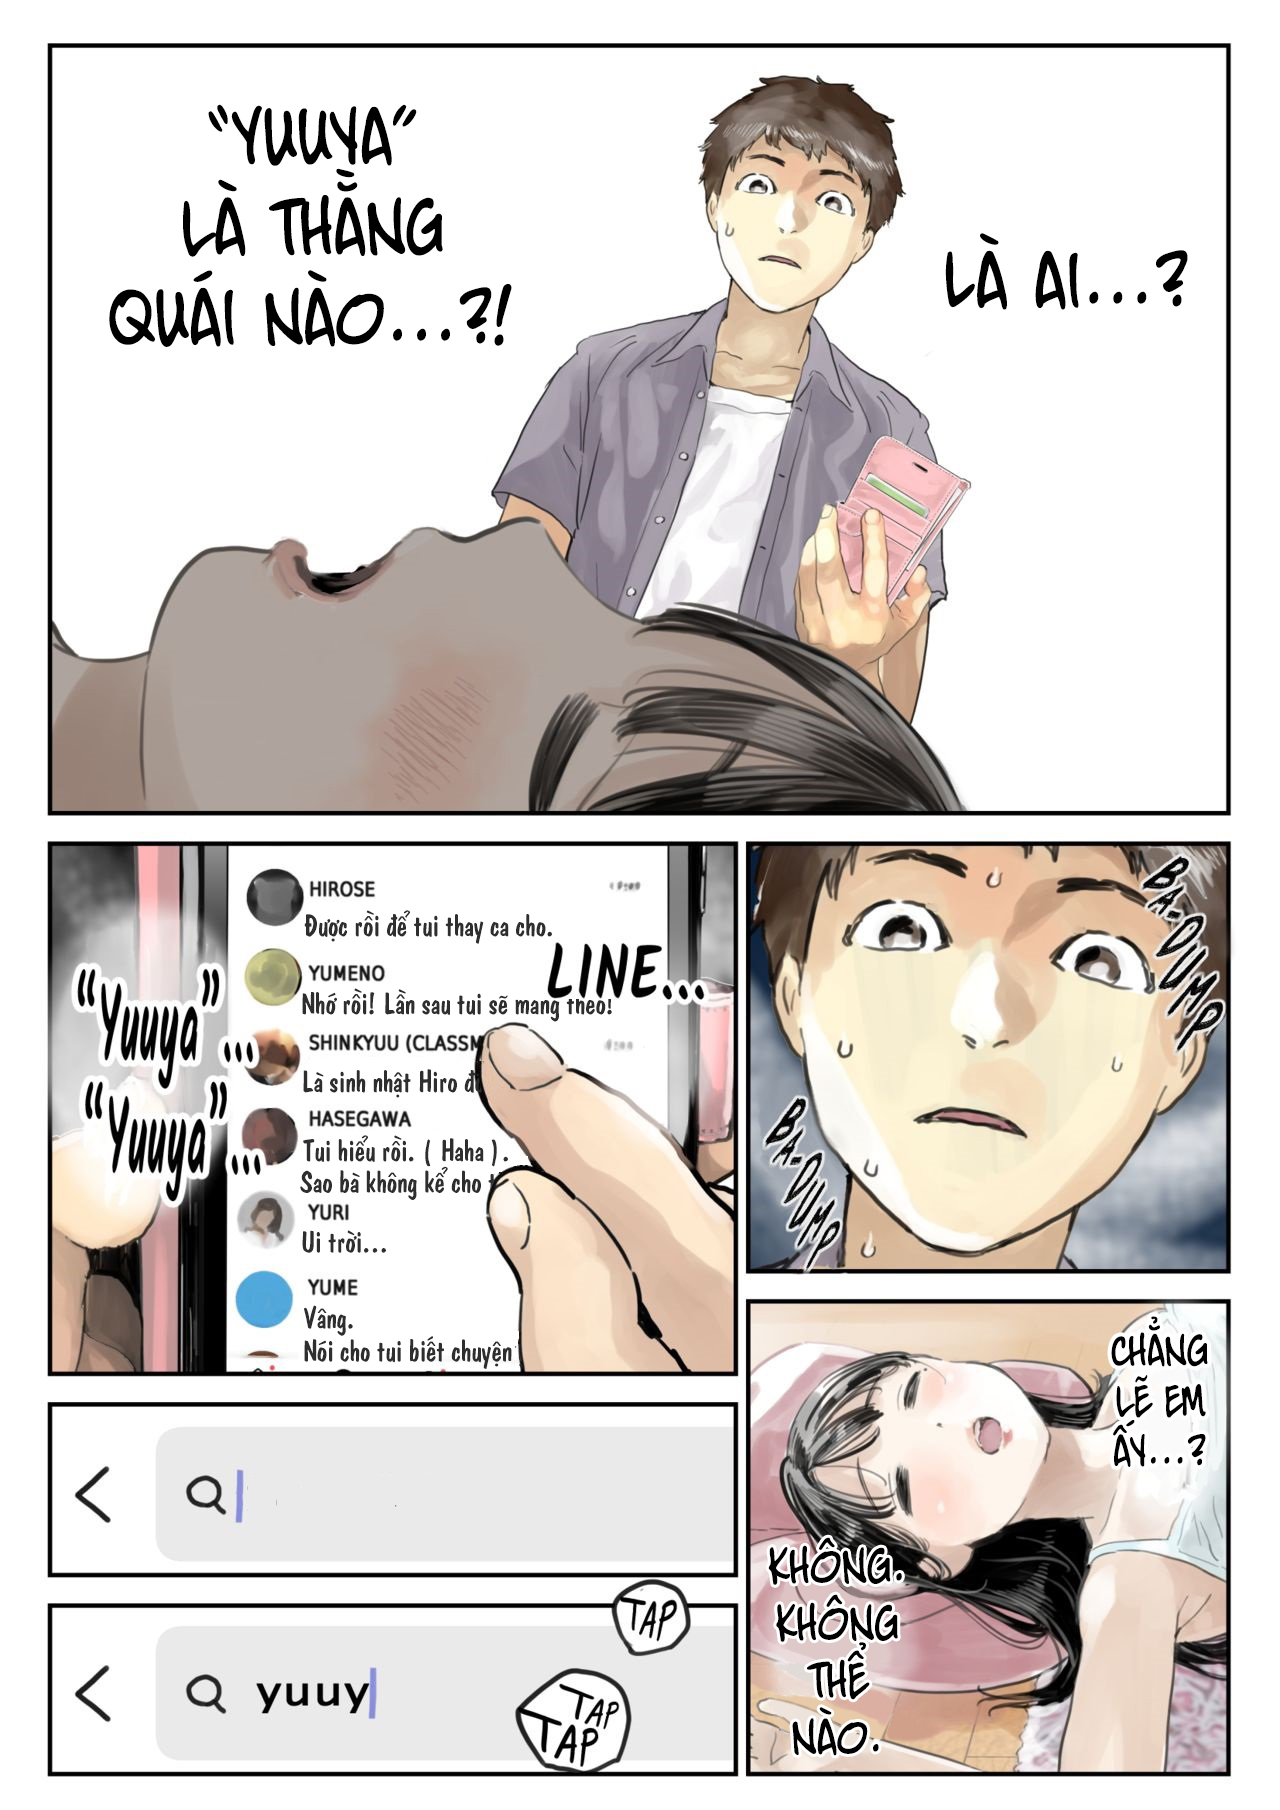 LÀ AI...?
"YUUYA"
LÀ THẰNG
QUÁI NÀO...?!
BA-DUMP
BA-DUMP
LINE...
HIROSE
Được rồi để tui thay ca cho.
YUMENO
Nhớ rồi! Lần sau tui sẽ mang theo!
SHINKYUU (CLASSM
Là sinh nhật Hiro đ
HASEGAWA
Tui hiểu rồi. ( Haha ).
Sao bà không kể cho t
YURI
Ui trời...
YUME
Vâng.
Nói cho tui biết chuyện
"Yuuya"...
"Yuuya"...
CHẲNG
LẼ EM
ẤY...?
KHÔNG.
KHÔNG
THỂ
NÀO.
yuuy
TAP
TAP
TAP